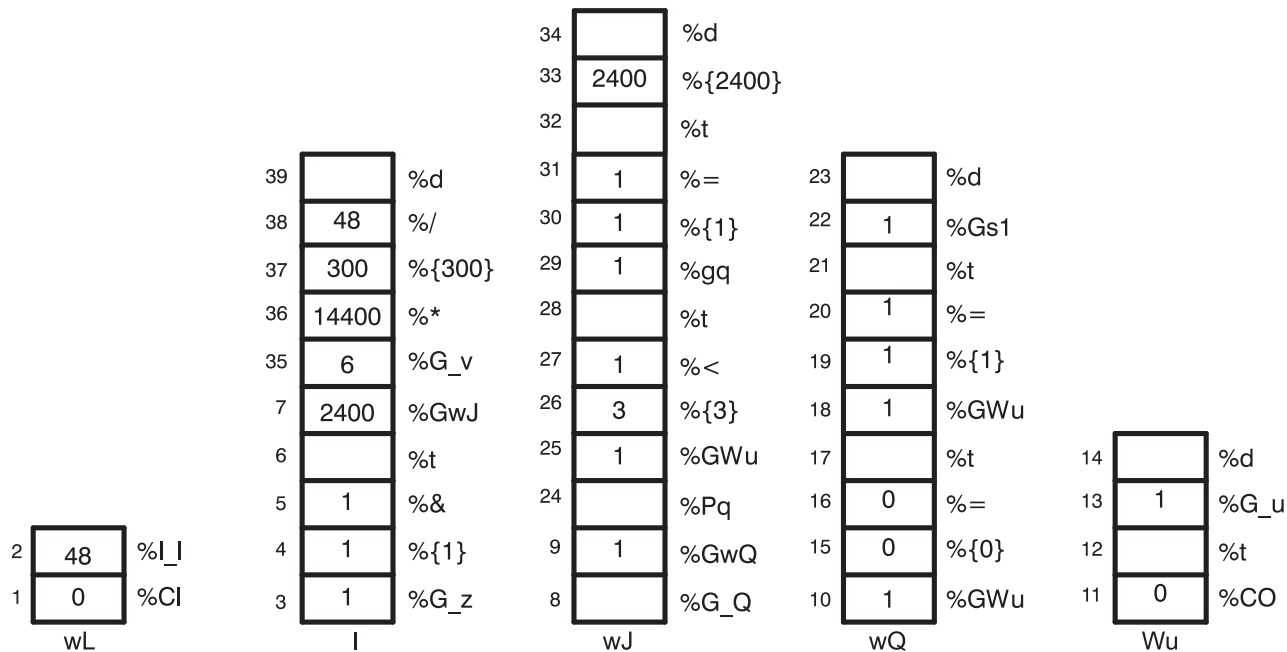 34 %d
33 2400 %{2400}
32 %t
39 %d 31 1 %= 23 %d
38 48 %/ 30 1 %{1} 22 1 %Gs1
37 300 %{300} 29 1 %gq 21 %t
36 14400 %* 28 %t 20 1 %=
35 6 %G_v 27 1 %< 19 1 %{1}
7 2400 %GwJ 26 3 %{3} 18 1 %GWu
6 %t 25 1 %GWu 17 %t 14 %d
5 1 %& 24 %Pq 16 0 %= 13 1 %G_u
2 48 %I_I 4 1 %{1} 9 1 %GwQ 15 0 %{0} 12 %t
1 0 %CI 3 1 %G_z 8 %G_Q 10 1 %GWu 11 0 %CO
wL I wJ wQ Wu